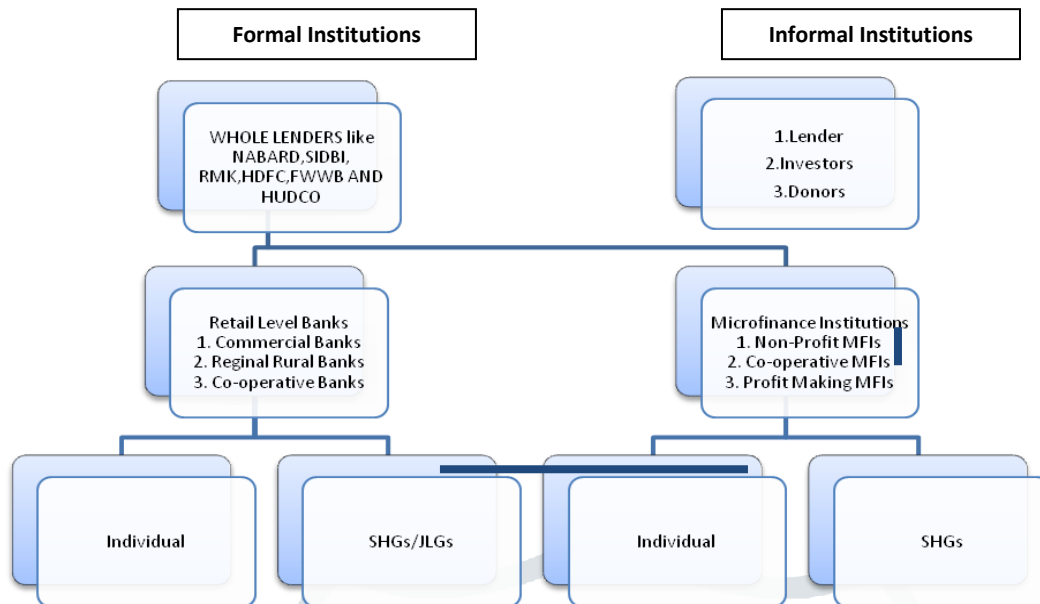 Formal Institutions
Informal Institutions
WHOLE LENDERS like
NABARD,SIDBI,
RMK,HDFC,FWWB AND
HUDCO
1.Lender
2.Investors
3.Donors
Retail Level Banks
1. Commercial Banks
2. Reginal Rural Banks
3. Co-operative Banks
Microfinance Institutions
1. Non-Profit MFIs
2. Co-operative MFIs
3. Profit Making MFIs
Individual
SHGs/JLGs
Individual
SHGs